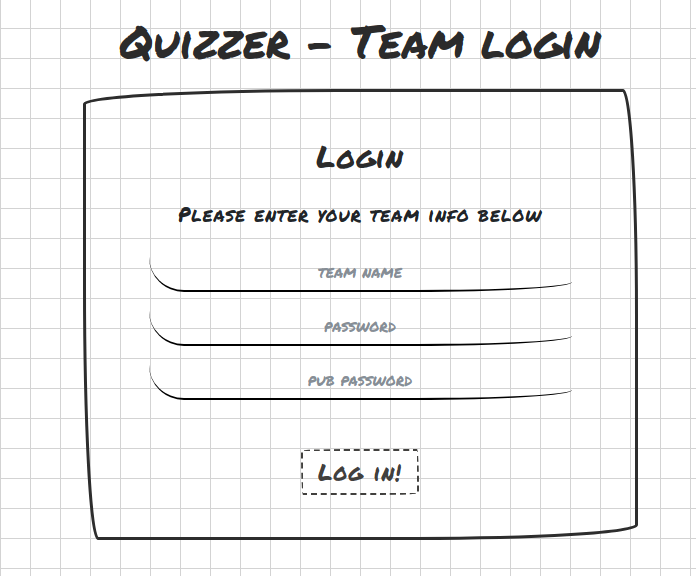 Quizzer - Team login
Login
Please enter your team info below
team name
password
pub password
Log in!